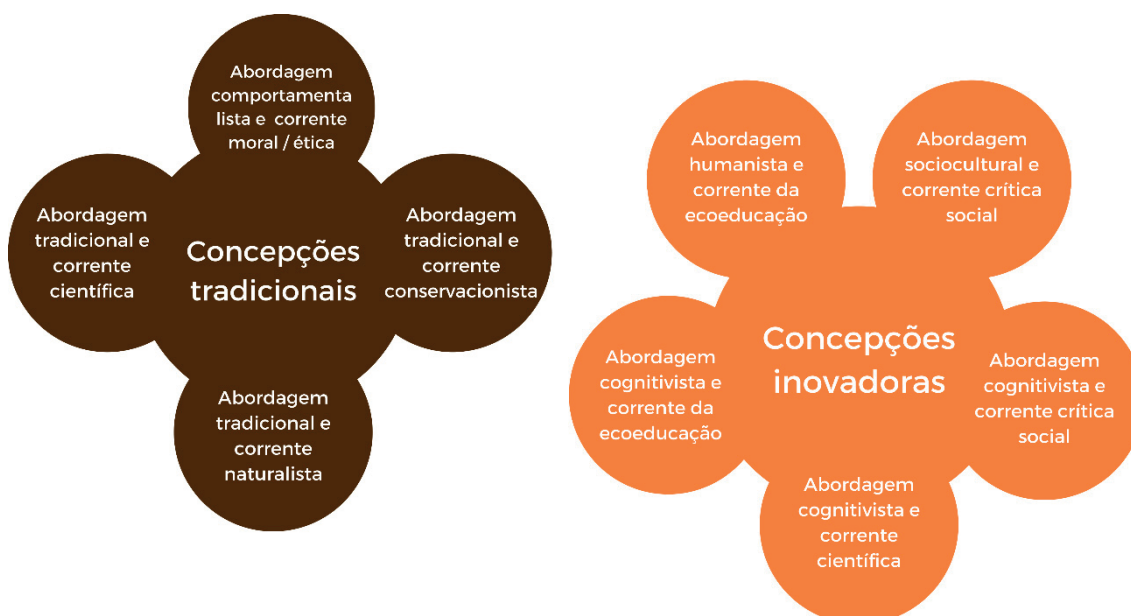 Abordagem
comportamenta
lista e corrente
moral / ética
Abordagem
tradicional e
corrente
científica
Concepções
tradicionais
Abordagem
tradicional e
corrente
conservacionista
Abordagem
tradicional e
corrente
naturalista
Abordagem
humanista e
corrente da
ecoeducação
Abordagem
sociocultural e
corrente crítica
social
Abordagem
cognitivista e
corrente da
ecoeducação
Concepções
inovadoras
Abordagem
cognitivista e
corrente crítica
social
Abordagem
cognitivista e
corrente
científica